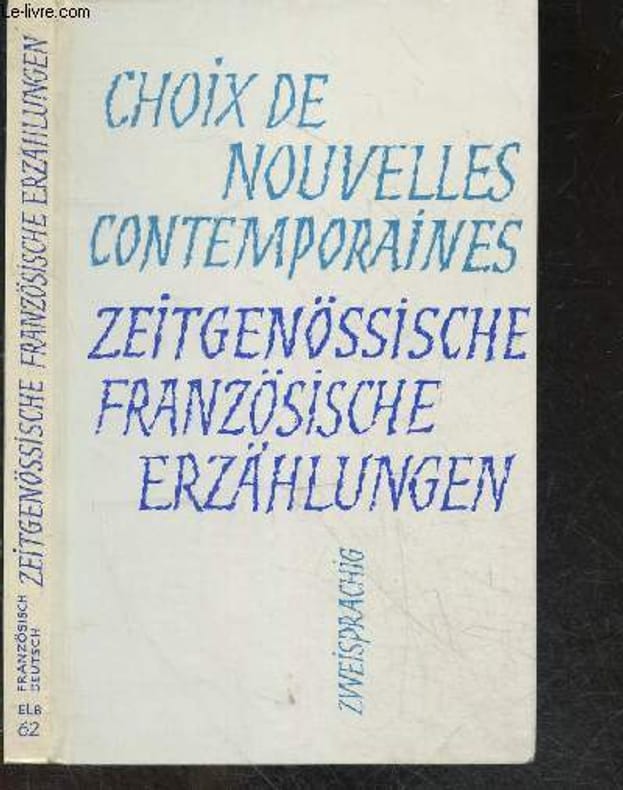 Le-livre.com
CHOIX DE
NOUVELLES
CONTEMPORAINES
ZEITGENÖSSISCHE
FRANZÖSISCHE
ERZÄHLUNGEN
ZWEISPRACHIG
ZEITGENÖSSISCHE FRANZÖSISCHE ERZÄHLUNGEN
FRANZÖSISCH
DEUTSCH
ELB
62